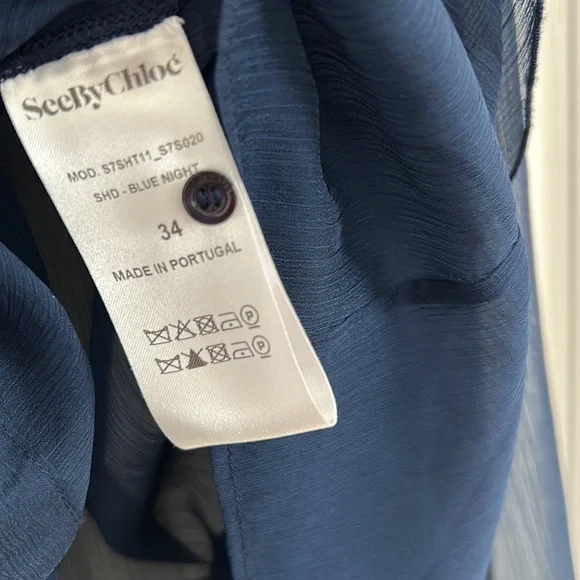 SeeByChloé
MOD. S7SHT11_S7S020
SHD - BLUE NIGHT
34
MADE IN PORTUGAL
P
P